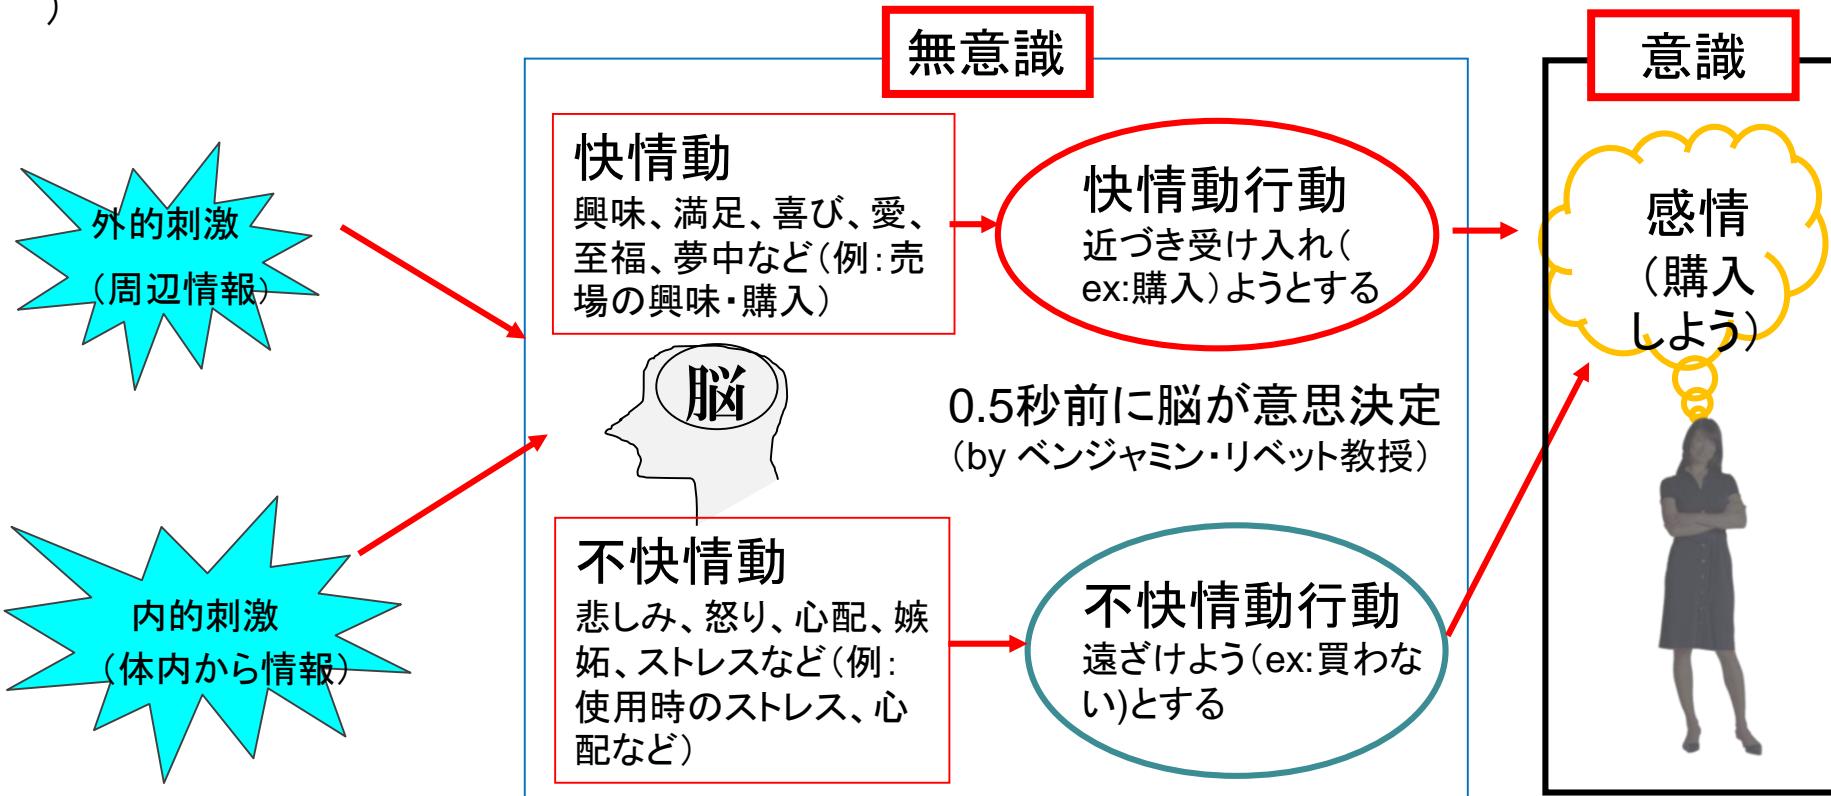 ）
無意識
意識
外的刺激
（周辺情報）
快情動
興味、満足、喜び、愛、
至福、夢中など（例：売
場の興味・購入）
快情動行動
近づき受け入れ（
ex:購入）ようとする
感情
（購入
しよう）
脳
0.5秒前に脳が意思決定
（by ベンジャミン・リベット教授）
内的刺激
（体内から情報）
不快情動
悲しみ、怒り、心配、嫉
妬、ストレスなど（例：
使用時のストレス、心
配など）
不快情動行動
遠ざけよう（ex:買わな
い)とする